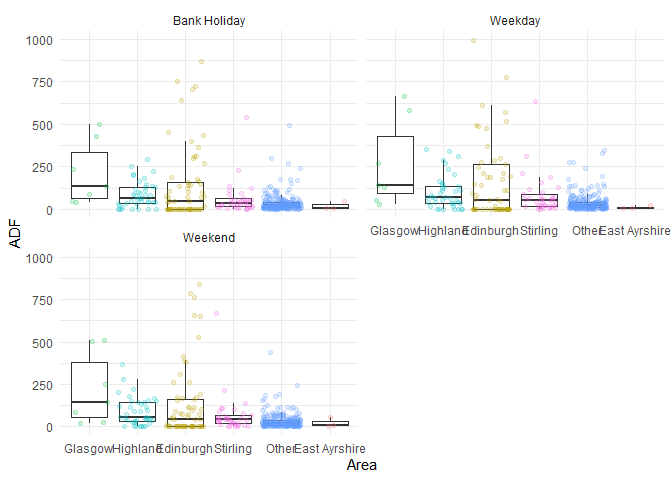 Bank Holiday
Weekday
1000
750
500
250
0
ADF
Weekend
Glasgow Highland Edinburgh Stirling Other East Ayrshire
1000
750
500
250
0
Glasgow Highland Edinburgh Stirling Other East Ayrshire
Area